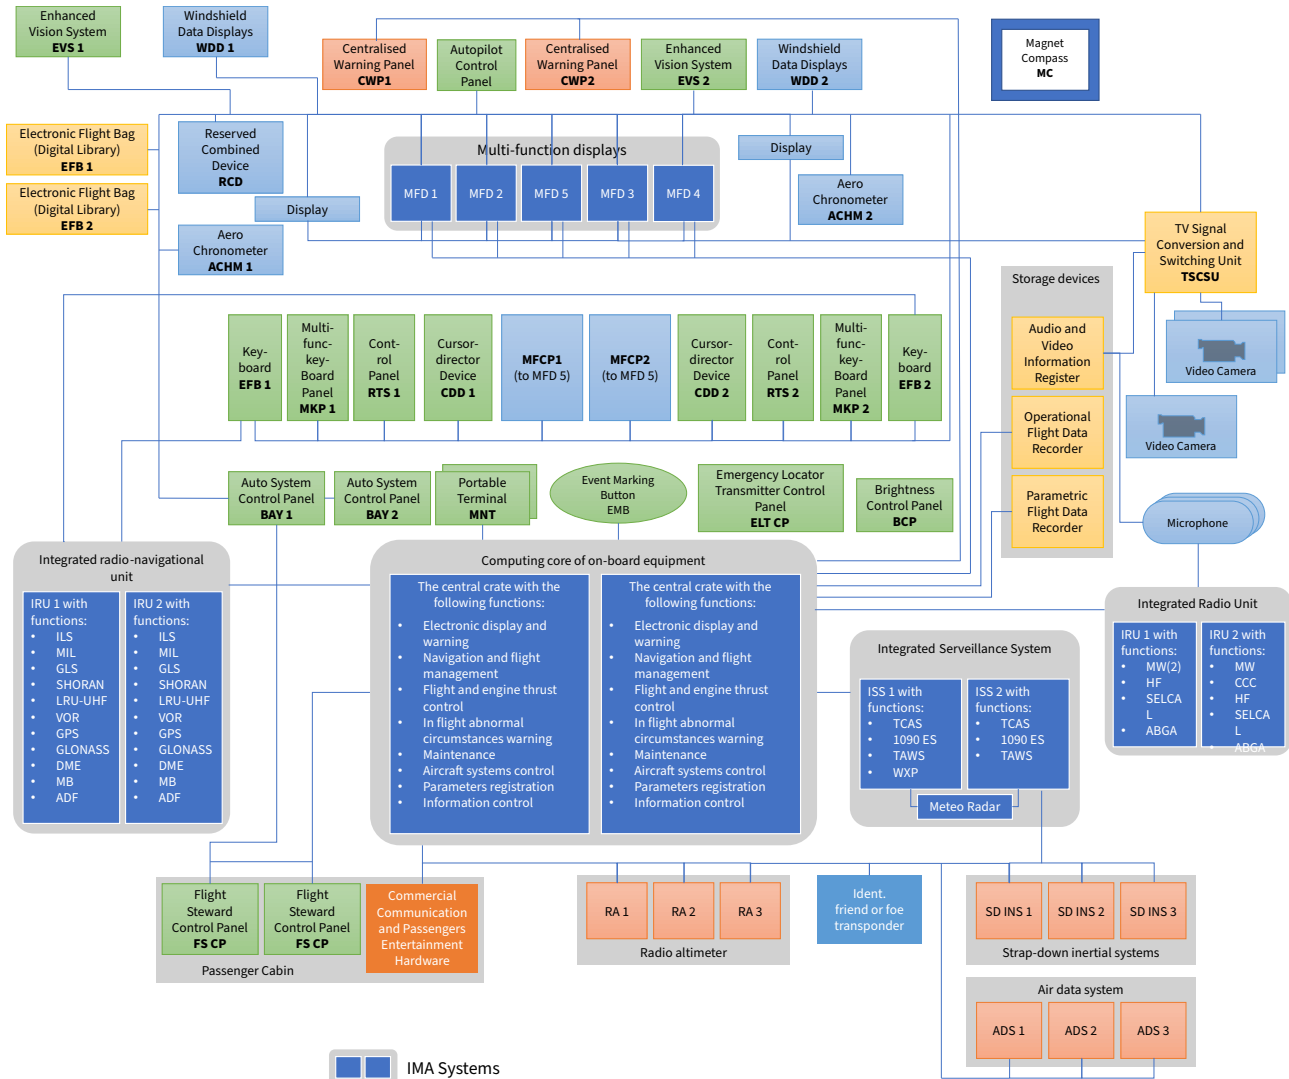 Enhanced
Vision System
EVS 1
Windshield
Data Displays
WDD 1
Centralised
Warning Panel
CWP1
Autopilot
Control
Panel
Centralised
Warning Panel
CWP2
Enhanced
Vision System
EVS 2
Windshield
Data Displays
WDD 2
Magnet
Compass
MC
Electronic Flight Bag
(Digital Library)
EFB 1
Electronic Flight Bag
(Digital Library)
EFB 2
Reserved
Combined
Device
RCD
Display
Aero
Chronometer
ACHM 1
Multi-function displays
MFD 1
MFD 2
MFD 5
MFD 3
MFD 4
Display
Aero
Chronometer
ACHM 2
TV Signal
Conversion and
Switching Unit
TSCSU
Storage devices
Audio and
Video
Information
Register
Operational
Flight Data
Recorder
Parametric
Flight Data
Recorder
Video Camera
Video Camera
Microphone
Key-
board
EFB 1
Multi-
func-
key-
Board
Panel
MKP 1
Cont-
rol
Panel
RTS 1
Cursor-
director
Device
CDD 1
MFCP1
(to MFD 5)
MFCP2
(to MFD 5)
Cursor-
director
Device
CDD 2
Cont-
rol
Panel
RTS 2
Multi-
func-
key-
Board
Panel
MKP 2
Key-
board
EFB 2
Auto System
Control Panel
BAY 1
Auto System
Control Panel
BAY 2
Portable
Terminal
MNT
Event Marking
Button
EMB
Emergency Locator
Transmitter Control
Panel
ELT CP
Brightness
Control Panel
BCP
Integrated radio-navigational
unit
IRU 1 with
functions:
• ILS
• MIL
• GLS
• SHORAN
• LRU-UHF
• VOR
• GPS
• GLONASS
• DME
• MB
• ADF
IRU 2 with
functions:
• ILS
• MIL
• GLS
• SHORAN
• LRU-UHF
• VOR
• GPS
• GLONASS
• DME
• MB
• ADF
Computing core of on-board equipment
The central crate with the
following functions:
• Electronic display and
warning
• Navigation and flight
management
• Flight and engine thrust
control
• In flight abnormal
circumstances warning
• Maintenance
• Aircraft systems control
• Parameters registration
• Information control
The central crate with the
following functions:
• Electronic display and
warning
• Navigation and flight
management
• Flight and engine thrust
control
• In flight abnormal
circumstances warning
• Maintenance
• Aircraft systems control
• Parameters registration
• Information control
Integrated Serveillance System
ISS 1 with
functions:
• TCAS
• 1090 ES
• TAWS
• WXP
ISS 2 with
functions:
• TCAS
• 1090 ES
• TAWS
Meteo Radar
Integrated Radio Unit
IRU 1 with
functions:
• MW(2)
• HF
• SELCA
L
• ABGA
IRU 2 with
functions:
• MW
• CCC
• HF
• SELCA
L
• ABGA
Flight
Steward
Control Panel
FS CP
Flight
Steward
Control Panel
FS CP
Commercial
Communication
and Passengers
Entertainment
Hardware
Passenger Cabin
RA 1
RA 2
RA 3
Radio altimeter
Ident.
friend or foe
transponder
SD INS 1
SD INS 2
SD INS 3
Strap-down inertial systems
Air data system
ADS 1
ADS 2
ADS 3
IMA Systems